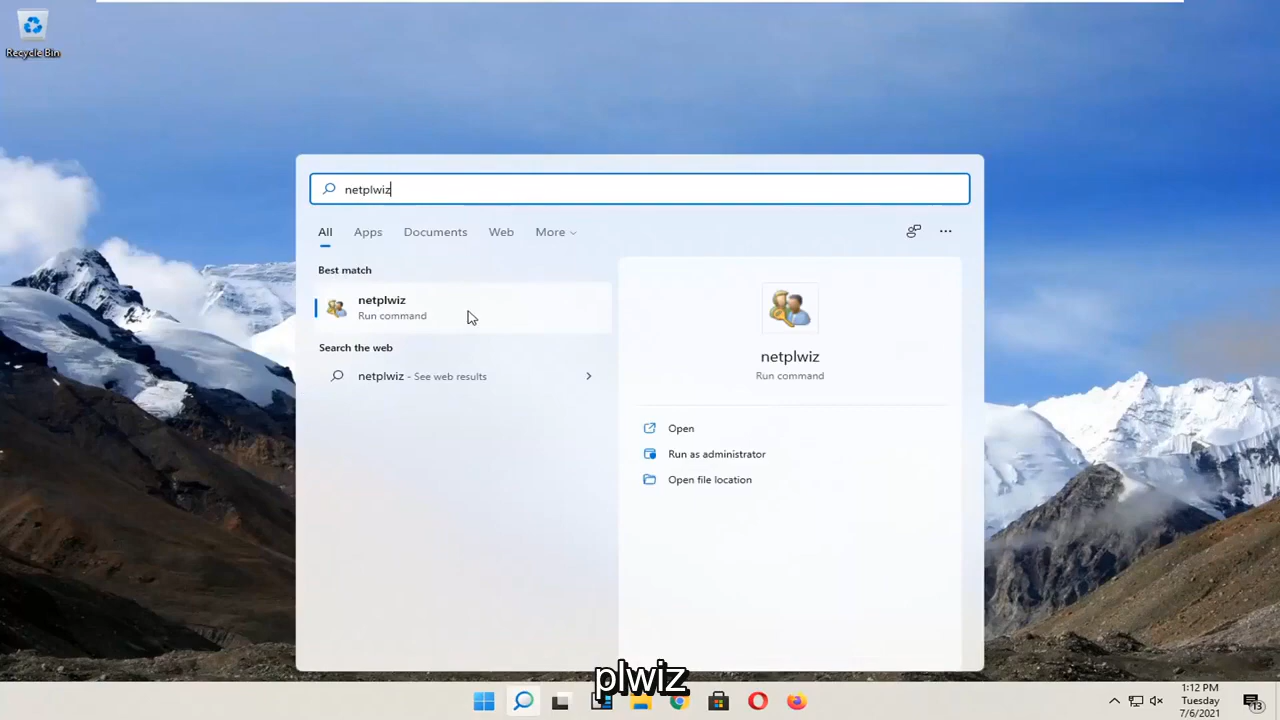 Recycle Bin
netplwiz
All Apps Documents Web More
Best match
netplwiz
Run command
Search the web
netplwiz - See web results
netplwiz
Run command
Open
Run as administrator
Open file location
plwiz
1:12 PM
Tuesday
7/6/2021
13